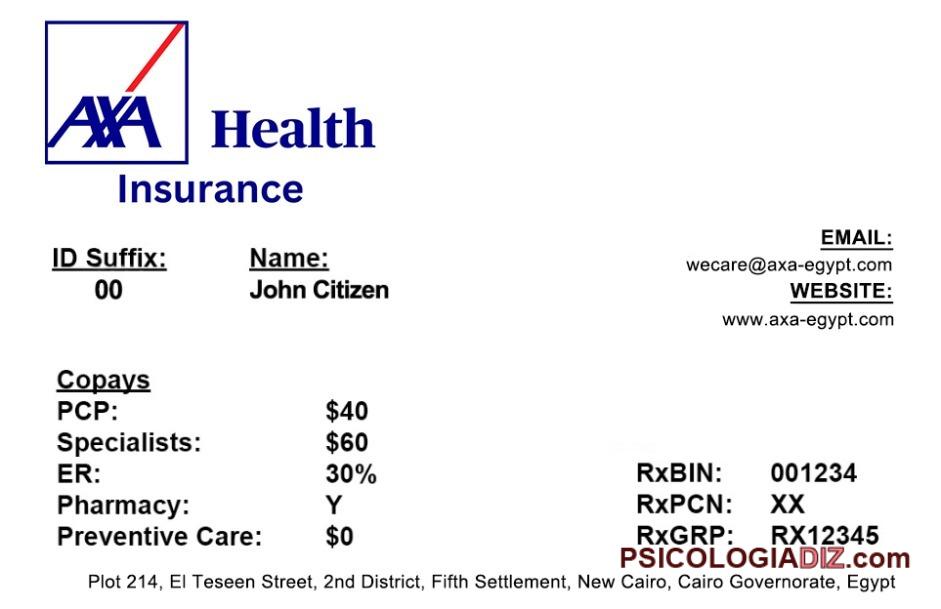 AXA Health
Insurance
EMAIL:
wecare@axa-egypt.com
WEBSITE:
www.axa-egypt.com
ID Suffix: Name:
00 John Citizen
Copays
PCP: $40
Specialists: $60
ER: 30%
Pharmacy: Y
Preventive Care: $0
RxBIN: 001234
RxPCN: XX
RxGRP: RX12345
PSICOLOGIADIZ.com
Plot 214, El Teseen Street, 2nd District, Fifth Settlement, New Cairo, Cairo Governorate, Egypt